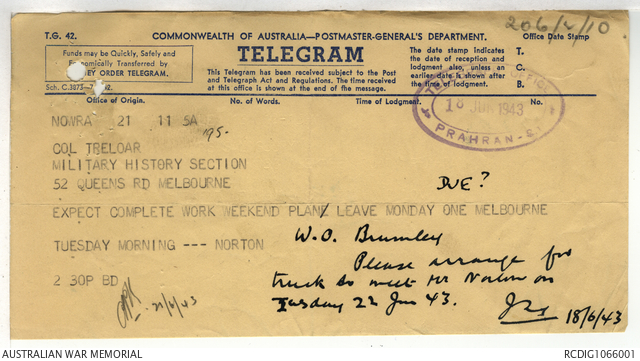 206/2/10
T.G. 42. COMMONWEALTH OF AUSTRALIA—POSTMASTER-GENERAL'S DEPARTMENT. Office Date Stamp
Funds may be Quickly, Safely and
Economically Transferred by
MONEY ORDER TELEGRAM.
Sch. C.3875
TELEGRAM
This Telegram has been received subject to the Post
and Telegraph Act and Regulations. The time received
at this office is shown at the end of the message.
The date stamp indicates
the date of reception and
lodgment also, unless an
earlier date is shown after
the time of lodgment.
T.
C.
B.
Office of Origin. No. of Words. Time of Lodgment. No.
18 JUN 1943
PRAHRAN
NOWRA 21 11 5A
COL TRELOAR
MILITARY HISTORY SECTION
52 QUEENS RD MELBOURNE
DUE?
EXPECT COMPLETE WORK WEEKEND PLANE LEAVE MONDAY ONE MELBOURNE
TUESDAY MORNING --- NORTON
2 30P BD
W.O. Brumley
Please arrange for
truck to meet Mr Norton on
Tuesday 22 Jun 43.
18/6/43
21/6/43
AUSTRALIAN WAR MEMORIAL
RCDIG1066001